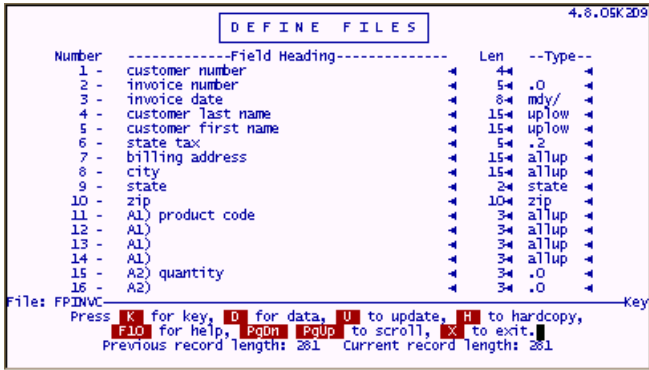 4.8.05K2D9
DEFINE FILES
Number -------------Field Heading-------------- Len --Type--
1 - customer number 4
2 - invoice number 5 .0
3 - invoice date 8 mdy/
4 - customer last name 15 uplow
5 - customer first name 15 uplow
6 - state tax 5 .2
7 - billing address 15 allup
8 - city 15 allup
9 - state 2 state
10 - zip 10 zip
11 - A1) product code 3 allup
12 - A1) 3 allup
13 - A1) 3 allup
14 - A1) 3 allup
15 - A2) quantity 3 .0
16 - A2) 3 .0
File: FPINVC Key
Press K for key, D for data, U to update, H to hardcopy,
F10 for help, PgDn PgUp to scroll, X to exit.
Previous record length: 281 Current record length: 281